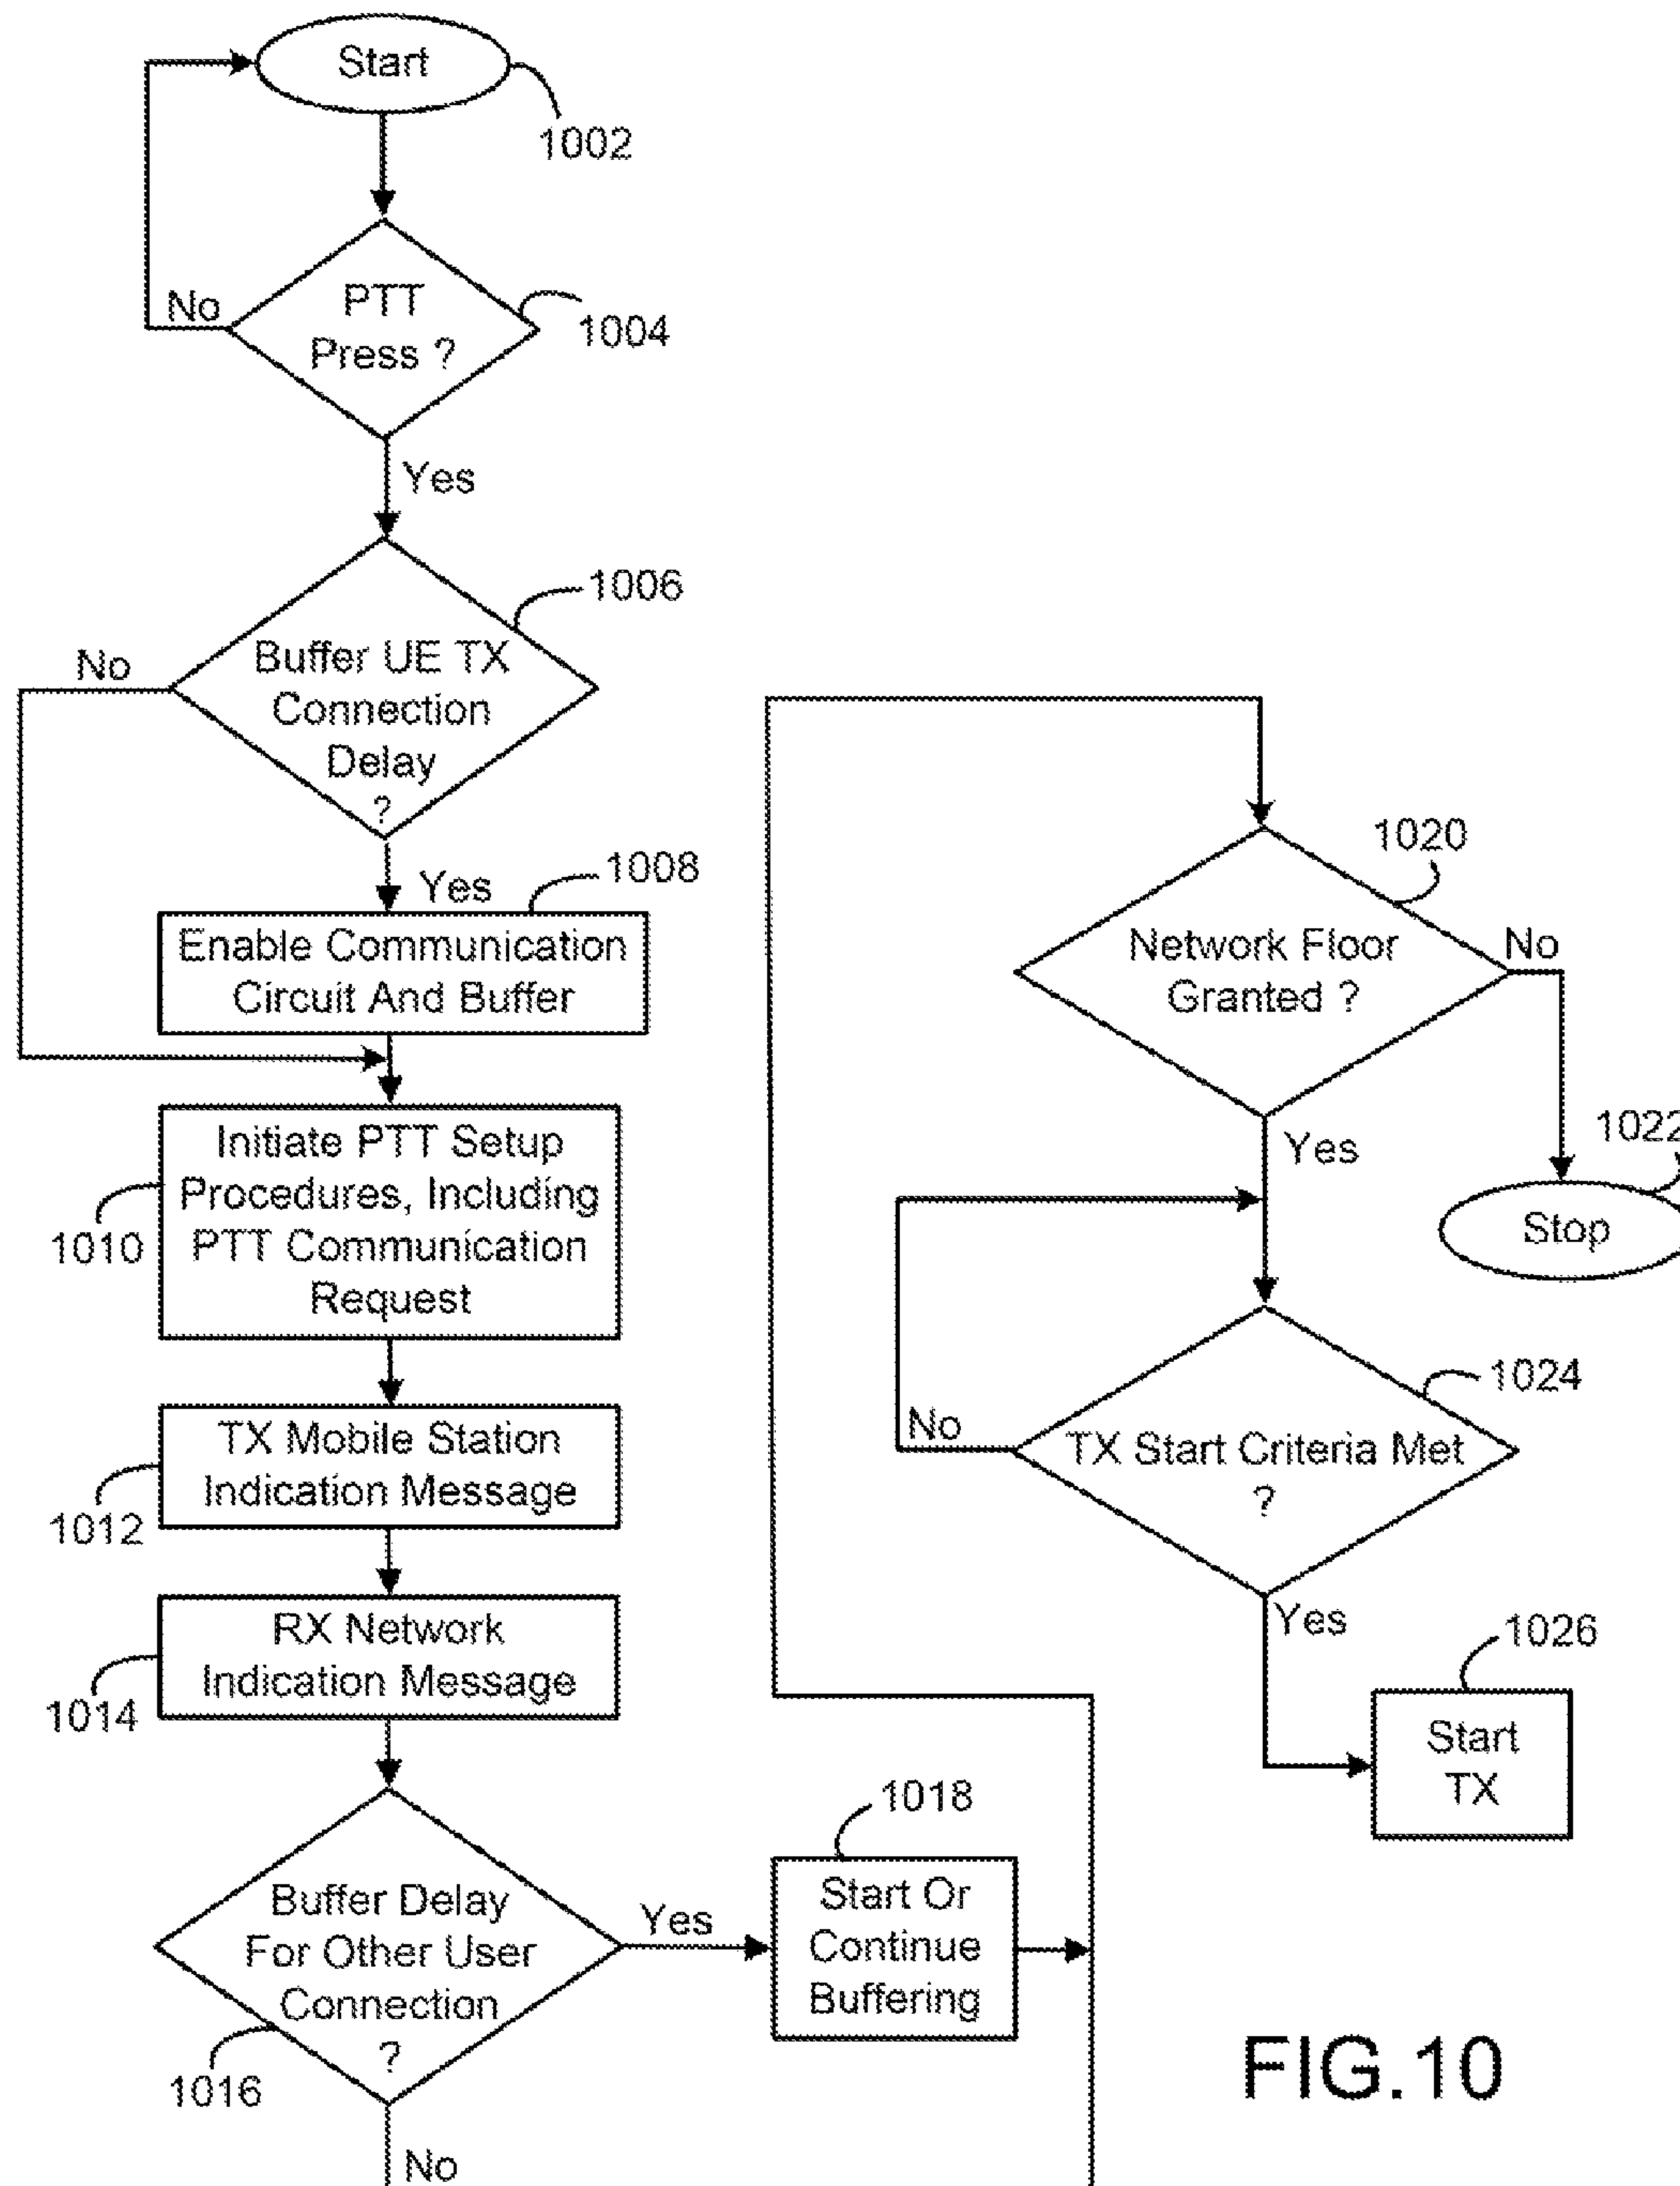 Start
1002
PTT
Press ?
1004
No
Yes
1006
Buffer UE TX
Connection
Delay
?
No
Yes
1008
Enable Communication
Circuit And Buffer
Initiate PTT Setup
Procedures, Including
PTT Communication
Request
1010
TX Mobile Station
Indication Message
1012
RX Network
Indication Message
1014
Buffer Delay
For Other User
Connection
?
1016
Yes
No
1018
Start Or
Continue
Buffering
1020
Network Floor
Granted ?
No
Yes
1022
Stop
1024
TX Start Criteria Met
?
No
Yes
1026
Start
TX
FIG.10